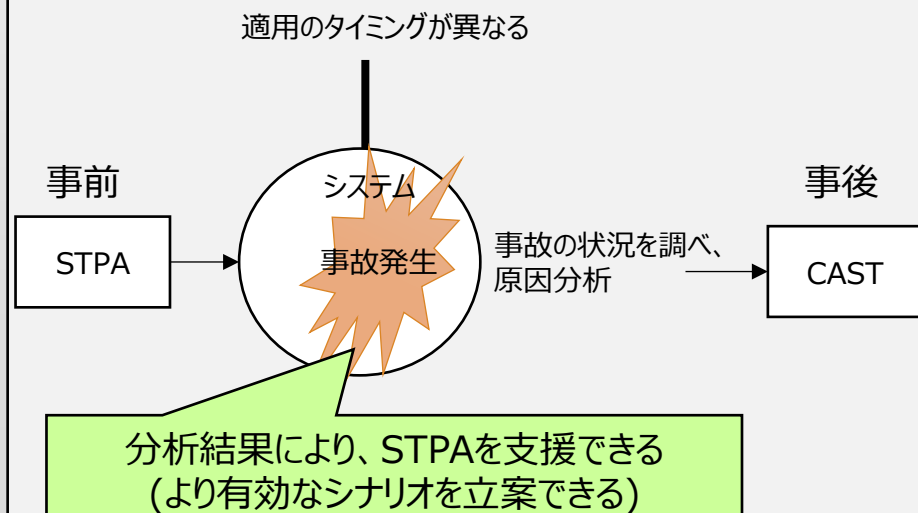 適用のタイミングが異なる
事前
STPA
システム
事故発生
事故の状況を調べ、
原因分析
事後
CAST
分析結果により、STPAを支援できる
(より有効なシナリオを立案できる)